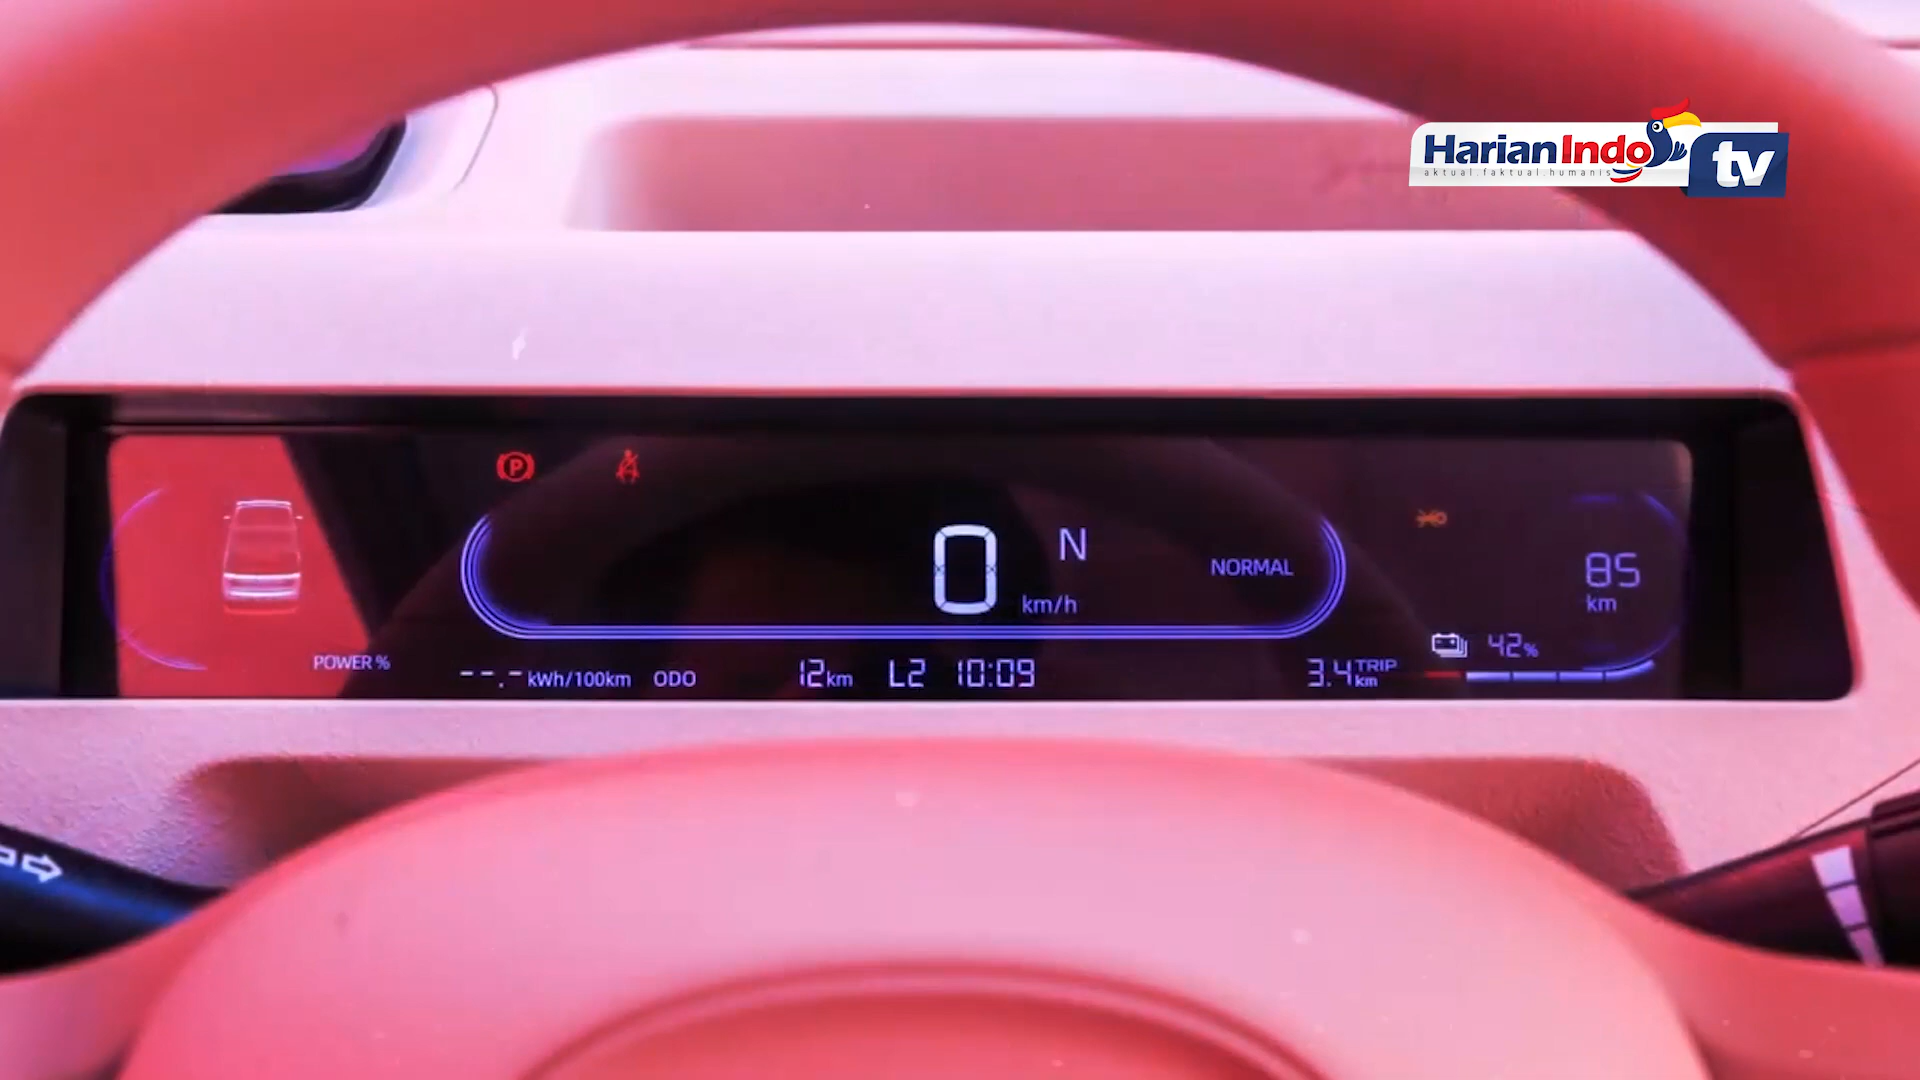 HarianIndo tv
aktual.faktual.humanis
P
0 N
km/h
NORMAL
85
km
42%
POWER %
--.- kWh/100km ODO 12km L2 10:09 3.4 TRIP km